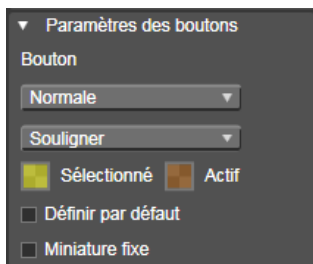 Paramètres des boutons
Bouton
Normale
Souligner
Sélectionné Actif
Définir par défaut
Miniature fixe